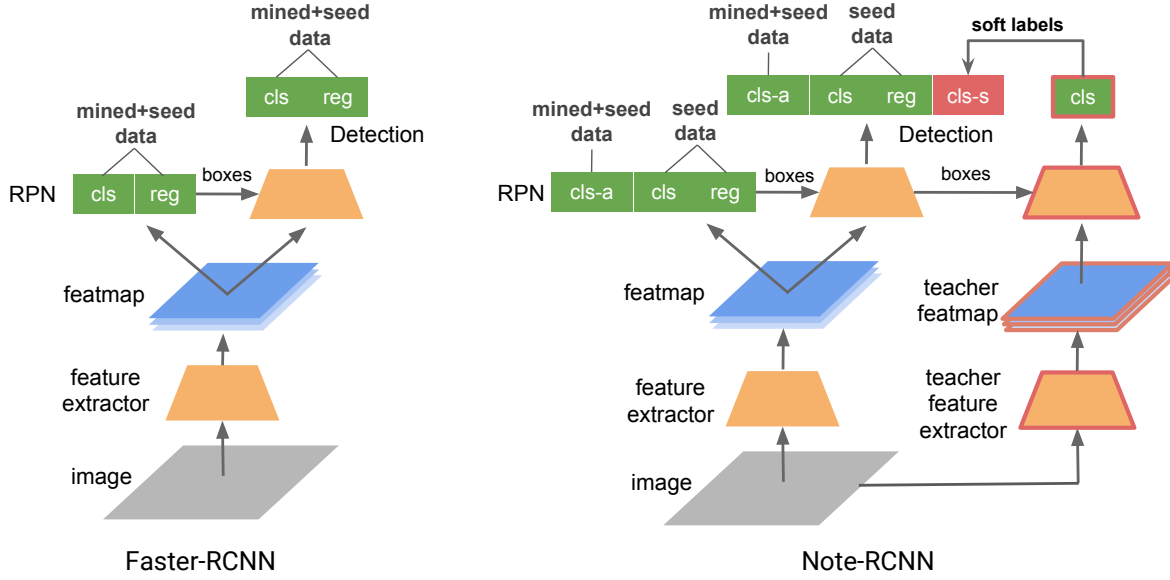 mined+seed
data
cls reg
Detection
mined+seed
data
RPN
cls reg
boxes
featmap
feature
extractor
image
Faster-RCNN
mined+seed
data
seed
data
soft labels
cls-a cls reg cls-s
cls
Detection
mined+seed
data
seed
data
RPN
cls-a cls reg
boxes
boxes
featmap
teacher
featmap
feature
extractor
teacher
feature
extractor
image
Note-RCNN